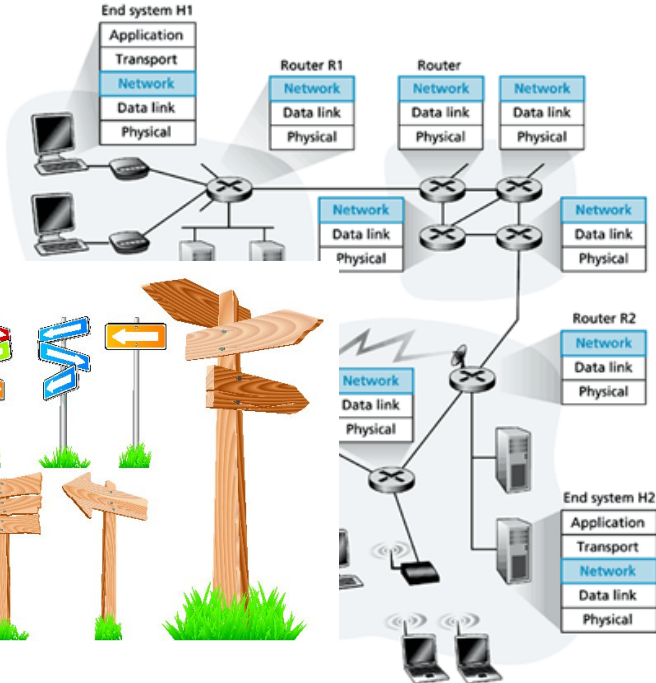 End system H1
Application
Transport
Network
Data link
Physical
Router R1
Network
Data link
Physical
Router
Network
Data link
Physical
Network
Data link
Physical
Network
Data link
Physical
Network
Data link
Physical
Router R2
Network
Data link
Physical
Network
Data link
Physical
End system H2
Application
Transport
Network
Data link
Physical